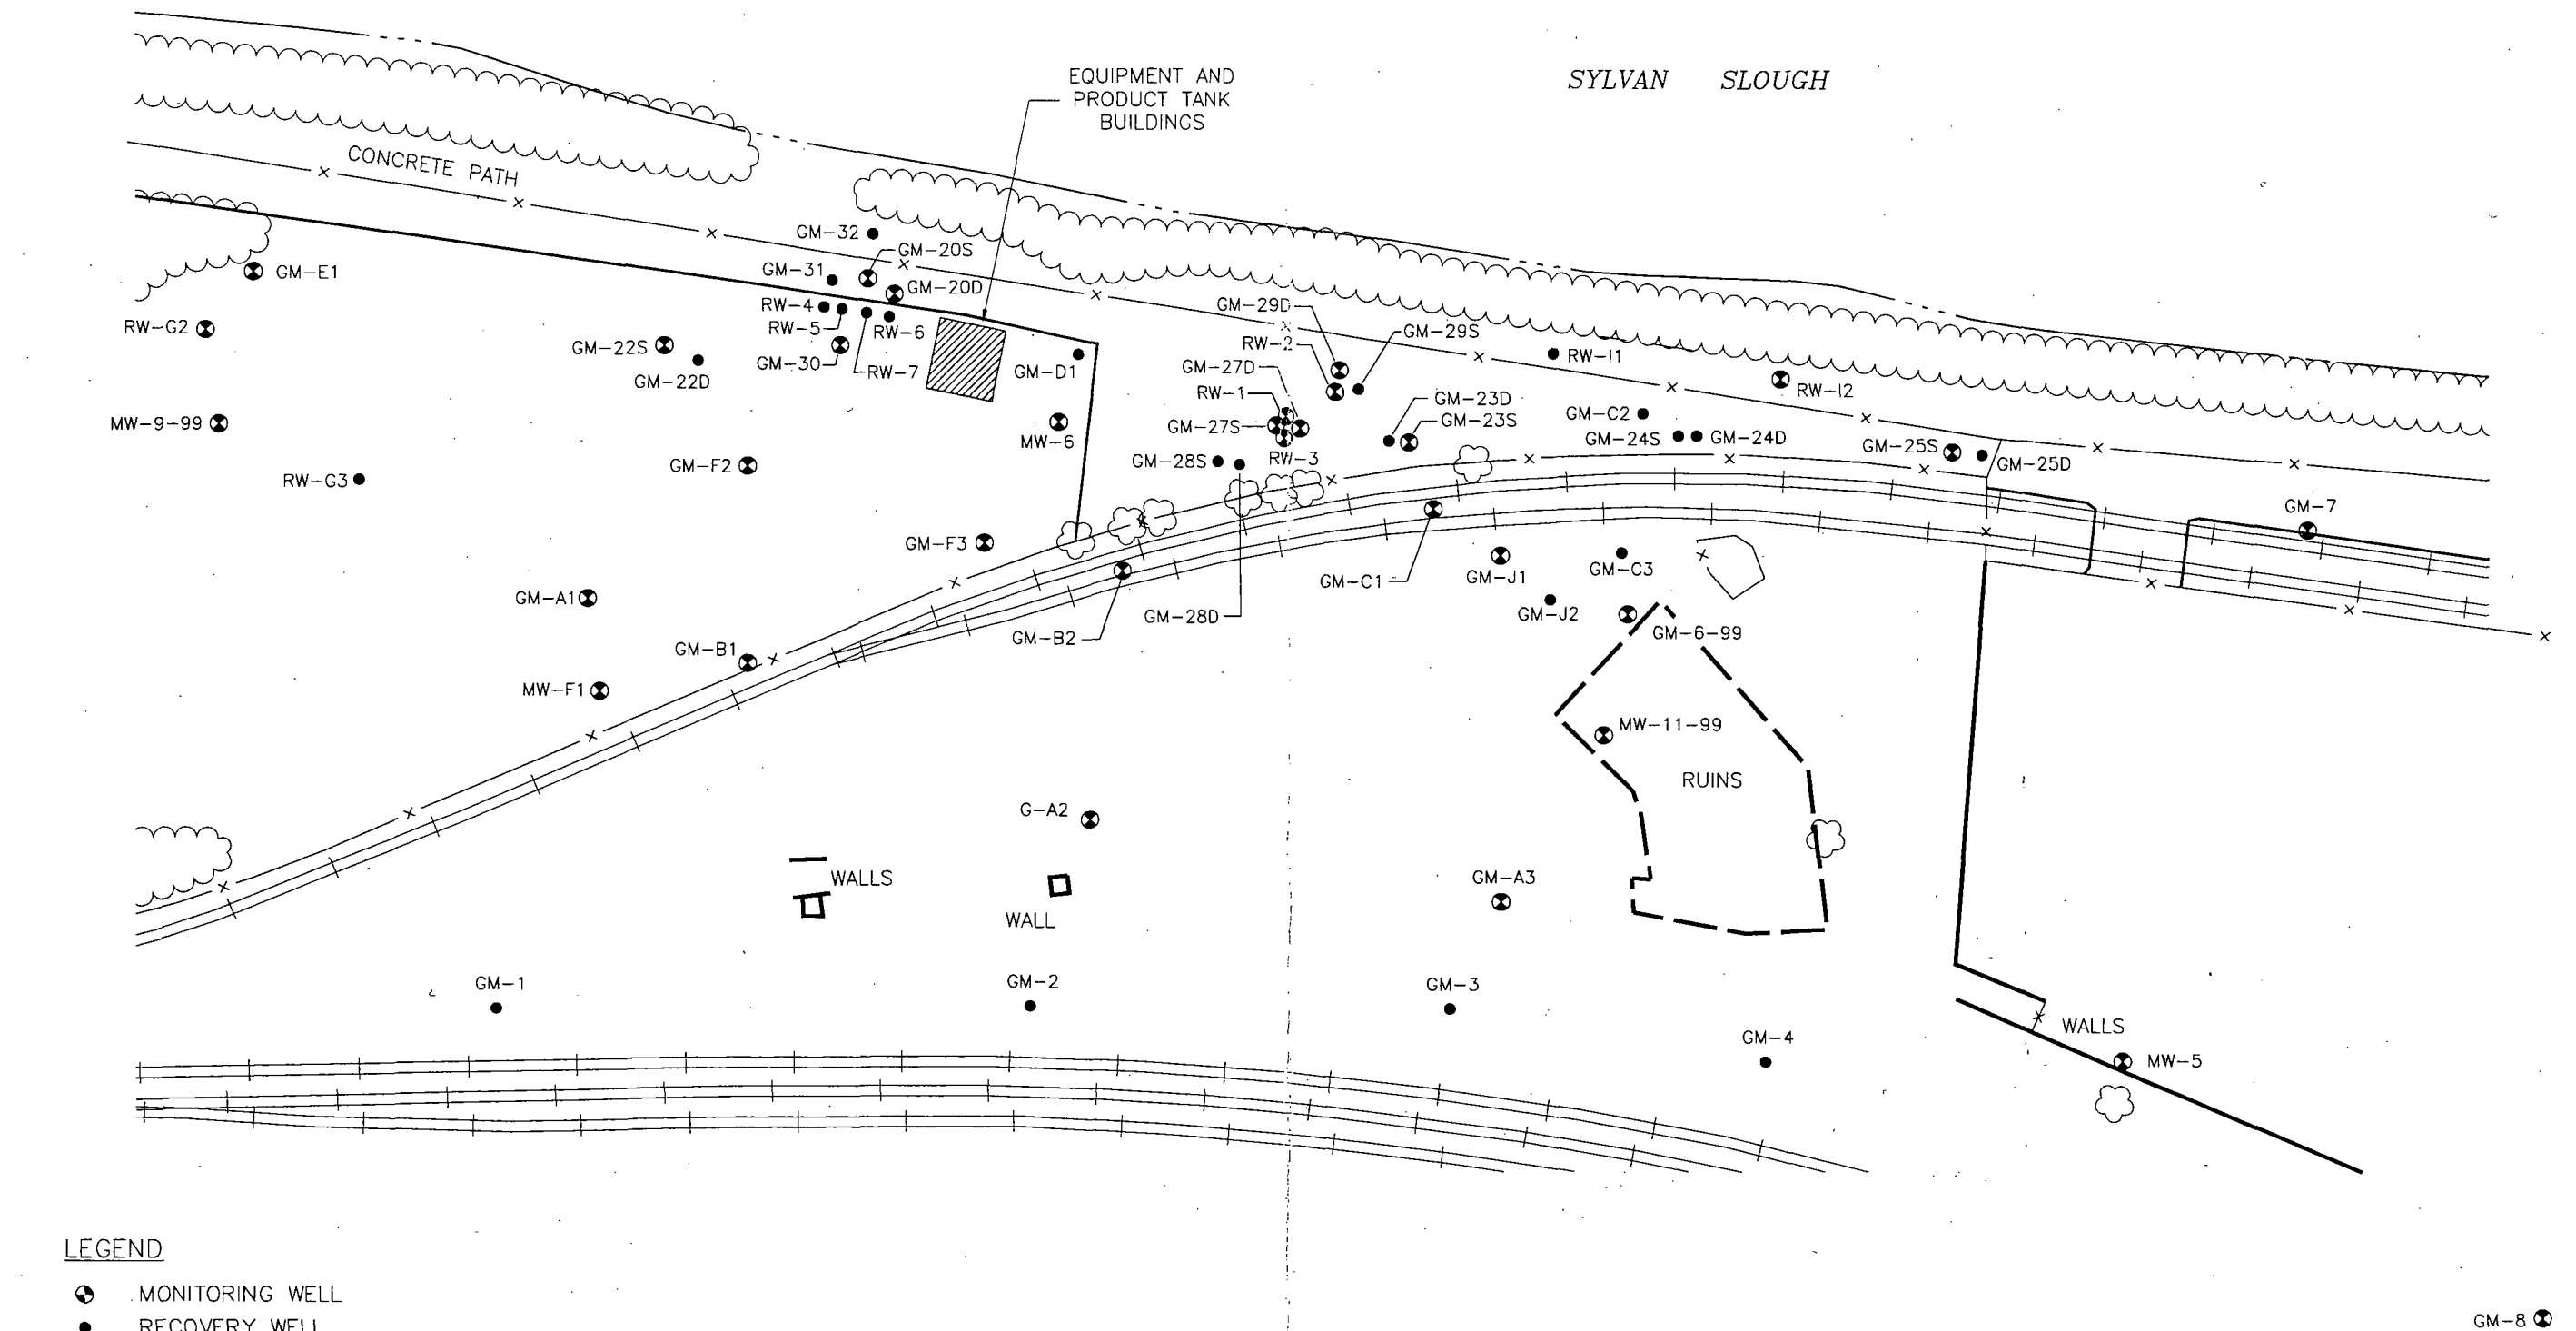 SYLVAN SLOUGH
EQUIPMENT AND
PRODUCT TANK
BUILDINGS
CONCRETE PATH
GM-32
GM-20S
GM-31
GM-20D
GM-E1
RW-4
RW-5
RW-6
RW-G2
GM-22S
GM-22D
GM-30
RW-7
GM-D1
GM-29D
GM-29S
RW-2
GM-27D
RW-1
RW-I1
RW-I2
GM-23D
GM-23S
GM-C2
GM-24S
GM-24D
GM-27S
MW-9-99
MW-6
GM-28S
RW-3
GM-25S
GM-25D
GM-F2
RW-G3
GM-7
GM-F3
GM-C1
GM-J1
GM-C3
GM-A1
GM-J2
GM-28D
GM-B2
GM-6-99
GM-B1
MW-F1
MW-11-99
RUINS
G-A2
WALLS
WALL
GM-A3
GM-1
GM-2
GM-3
GM-4
WALLS
MW-5
LEGEND
MONITORING WELL
RECOVERY WELL
GM-8